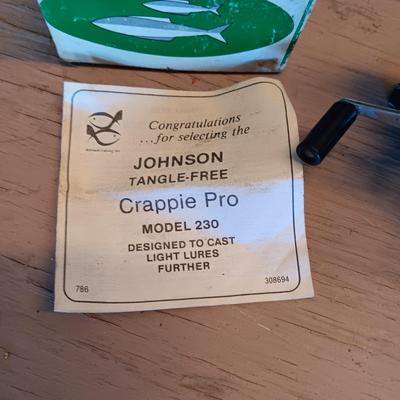 Congratulations
...for selecting the
JOHNSON
TANGLE-FREE
Crappie Pro
MODEL 230
DESIGNED TO CAST
LIGHT LURES
FURTHER
786 308694